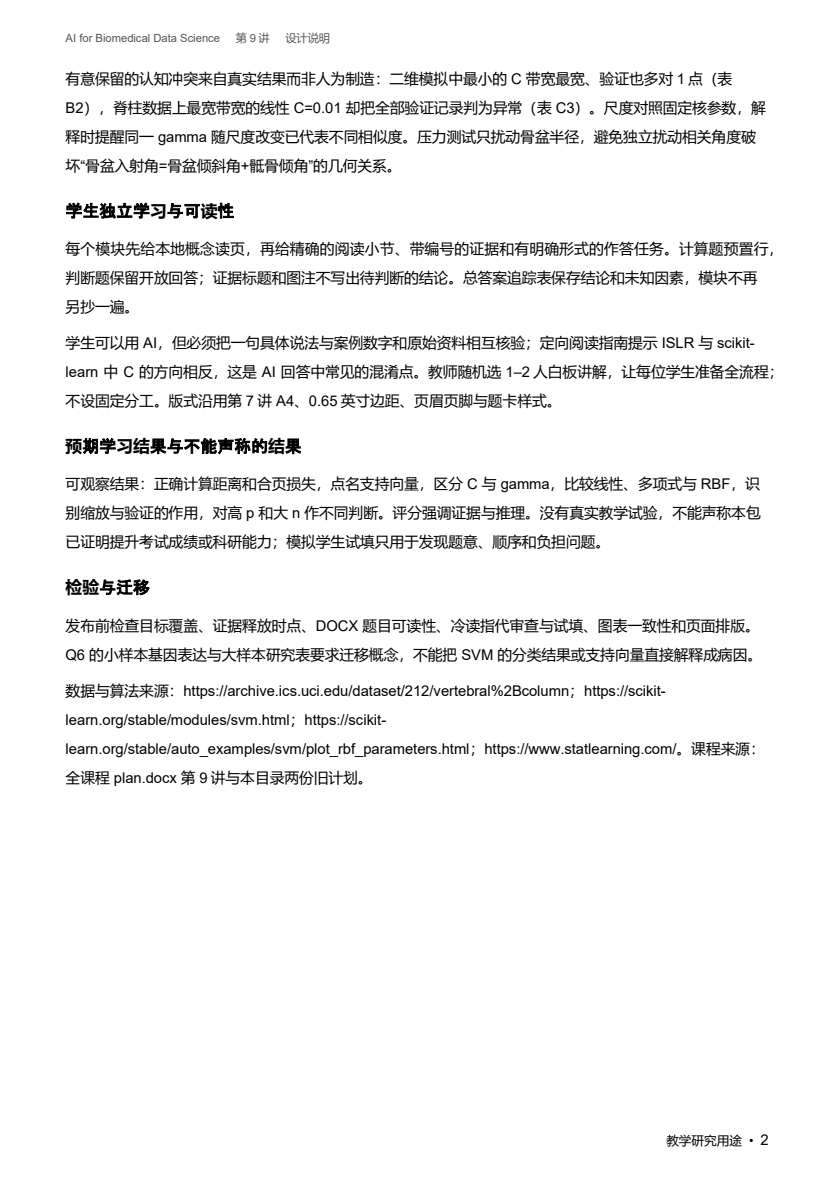 AI for Biomedical Data Science 第 9 讲 设计说明
有意保留的认知冲突来自真实结果而非人为制造：二维模拟中最小的 C 带宽最宽、验证也多对 1 点（表
B2），脊柱数据上最宽带宽的线性 C=0.01 却把全部验证记录判为异常（表 C3）。尺度对照固定核参数，解
释时提醒同一 gamma 随尺度改变已代表不同相似度。压力测试只扰动骨盆半径，避免独立扰动相关角度破
坏“骨盆入射角=骨盆倾斜角+骶骨倾角”的几何关系。
学生独立学习与可读性
每个模块先给本地概念读页，再给精确的阅读小节、带编号的证据和有明确形式的作答任务。计算题预置行，
判断题保留开放回答；证据标题和图注不写出待判断的结论。总答案追踪表保存结论和未知因素，模块不再
另抄一遍。
学生可以用 AI，但必须把一句具体说法与案例数字和原始资料相互核验；定向阅读指南提示 ISLR 与 scikit-
learn 中 C 的方向相反，这是 AI 回答中常见的混淆点。教师随机选 1–2 人白板讲解，让每位学生准备全流程；
不设固定分工。版式沿用第 7 讲 A4、0.65 英寸边距、页眉页脚与题卡样式。
预期学习结果与不能声称的结果
可观察结果：正确计算距离和合页损失，点名支持向量，区分 C 与 gamma，比较线性、多项式与 RBF，识
别缩放与验证的作用，对高 p 和大 n 作不同判断。评分强调证据与推理。没有真实教学试验，不能声称本包
已证明提升考试成绩或科研能力；模拟学生试填只用于发现题意、顺序和负担问题。
检验与迁移
发布前检查目标覆盖、证据释放时点、DOCX 题目可读性、冷读指代审查与试填、图表一致性和页面排版。
Q6 的小样本基因表达与大样本研究表要求迁移概念，不能把 SVM 的分类结果或支持向量直接解释成病因。
数据与算法来源：https://archive.ics.uci.edu/dataset/212/vertebral%2Bcolumn；https://scikit-
learn.org/stable/modules/svm.html；https://scikit-
learn.org/stable/auto_examples/svm/plot_rbf_parameters.html；https://www.statlearning.com/。课程来源：
全课程 plan.docx 第 9 讲与本目录两份旧计划。
教学研究用途 • 2